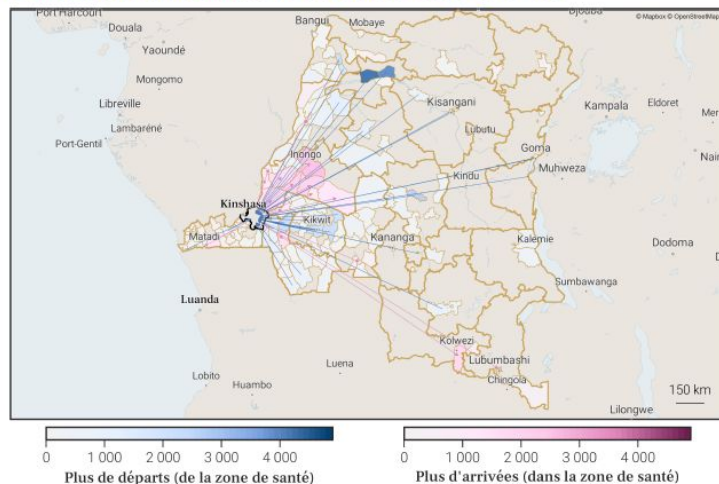 Port Harcourt
Douala
Bangui
Mobaye
Djouba
© Mapbox © OpenStreetMap
Yaoundé
Mongomo
Libreville
Kisangani
Kampala
Eldoret
Lambaréné
Lubutu
Port-Gentil
Inongo
Goma
Kindu
Muhweza
Kinshasa
Kikwit
Matadi
Kananga
Kalemie
Dodoma
Sumbawanga
Luanda
Kolwezi
Luena
Lubumbashi
Lobito
Huambo
Chingola
150 km
Lilongwe
0 1 000 2 000 3 000 4 000
0 1 000 2 000 3 000 4 000
Plus de départs (de la zone de santé)
Plus d'arrivées (dans la zone de santé)